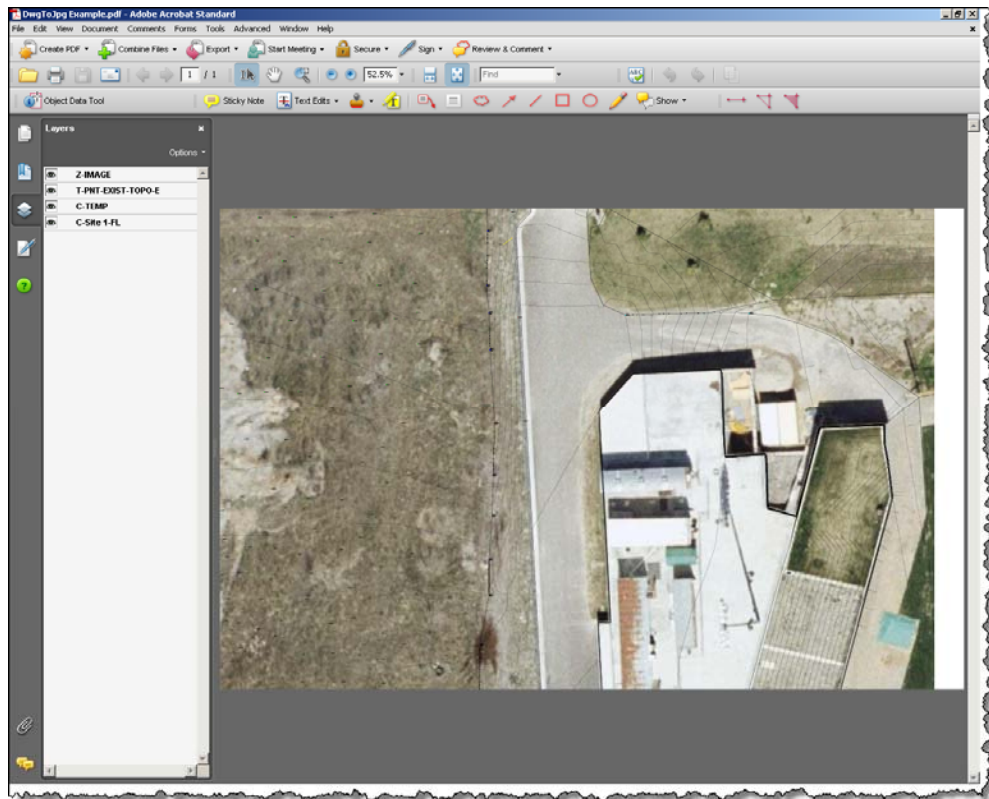 DwgToJpg Example.pdf - Adobe Acrobat Standard
File Edit View Document Comments Forms Tools Advanced Window Help
Create PDF Combine Files Export Start Meeting Secure Sign Review & Comment
1 / 1 52.5% Find
Object Data Tool Sticky Note Text Edits Show
Layers
Options
Z-IMAGE
T-PNT-EXIST-TOPO-E
C-TEMP
C-Site 1-FL